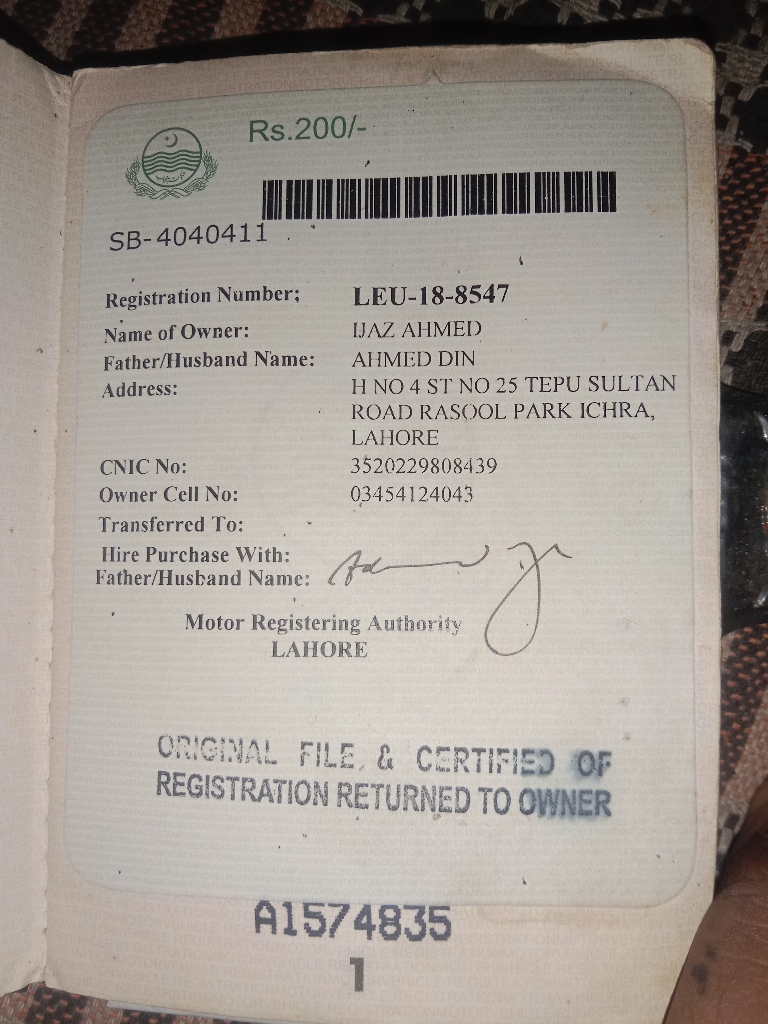 Rs.200/-
SB-4040411
Registration Number; LEU-18-8547
Name of Owner: IJAZ AHMED
Father/Husband Name: AHMED DIN
Address: H NO 4 ST NO 25 TEPU SULTAN
ROAD RASOOL PARK ICHRA,
LAHORE
CNIC No: 3520229808439
Owner Cell No: 03454124043
Transferred To:
Hire Purchase With:
Father/Husband Name:
Motor Registering Authority
LAHORE
ORIGINAL FILE & CERTIFIED OF
REGISTRATION RETURNED TO OWNER
A1574835
1